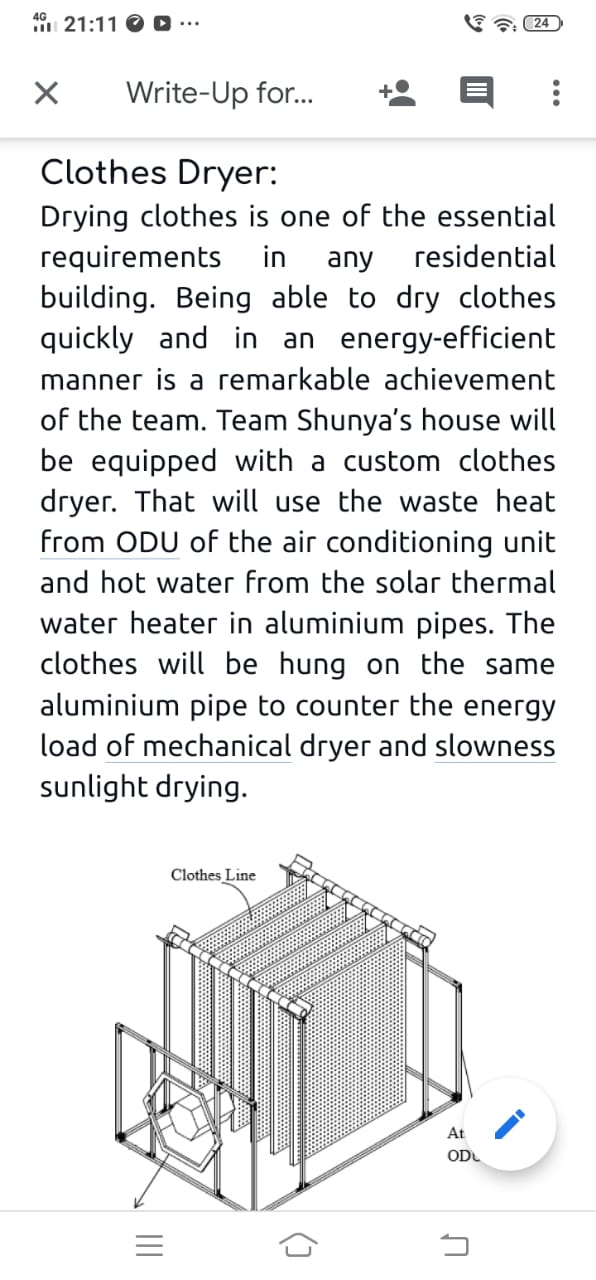 4G 21:11 ... 24
Write-Up for...
Clothes Dryer:
Drying clothes is one of the essential
requirements in any residential
building. Being able to dry clothes
quickly and in an energy-efficient
manner is a remarkable achievement
of the team. Team Shunya’s house will
be equipped with a custom clothes
dryer. That will use the waste heat
from ODU of the air conditioning unit
and hot water from the solar thermal
water heater in aluminium pipes. The
clothes will be hung on the same
aluminium pipe to counter the energy
load of mechanical dryer and slowness
sunlight drying.
Clothes Line